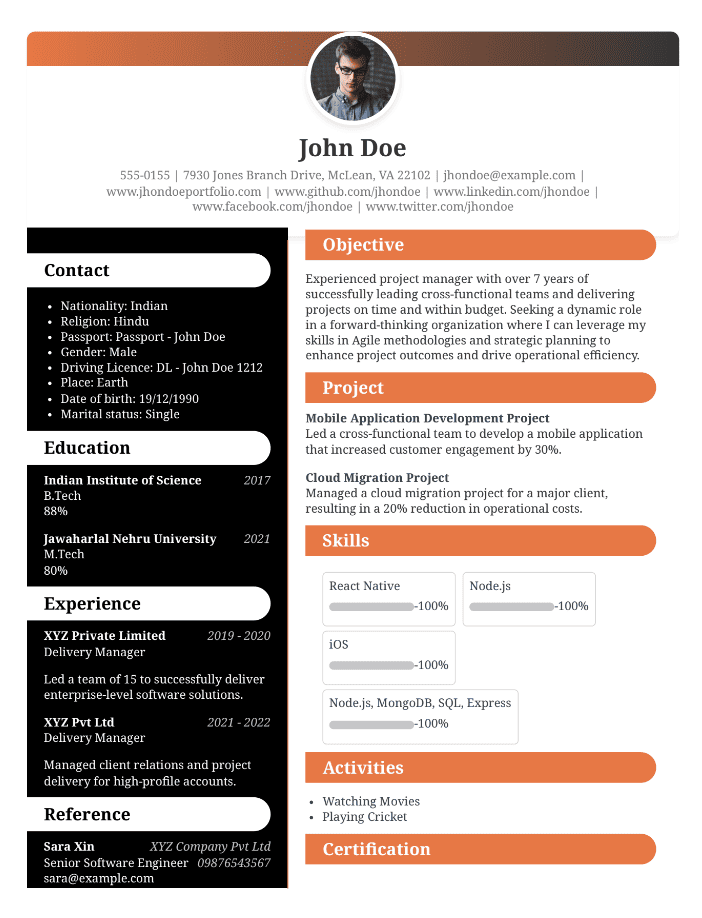 John Doe
555-0155 | 7930 Jones Branch Drive, McLean, VA 22102 | jhondoe@example.com |
www.jhondoeportfolio.com | www.github.com/jhondoe | www.linkedin.com/jhondoe |
www.facebook.com/jhondoe | www.twitter.com/jhondoe
Contact
• Nationality: Indian
• Religion: Hindu
• Passport: Passport - John Doe
• Gender: Male
• Driving Licence: DL - John Doe 1212
• Place: Earth
• Date of birth: 19/12/1990
• Marital status: Single
Education
Indian Institute of Science 2017
B.Tech
88%
Jawaharlal Nehru University 2021
M.Tech
80%
Experience
XYZ Private Limited 2019 - 2020
Delivery Manager
Led a team of 15 to successfully deliver
enterprise-level software solutions.
XYZ Pvt Ltd 2021 - 2022
Delivery Manager
Managed client relations and project
delivery for high-profile accounts.
Reference
Sara Xin XYZ Company Pvt Ltd
Senior Software Engineer 09876543567
sara@example.com
Objective
Experienced project manager with over 7 years of
successfully leading cross-functional teams and delivering
projects on time and within budget. Seeking a dynamic role
in a forward-thinking organization where I can leverage my
skills in Agile methodologies and strategic planning to
enhance project outcomes and drive operational efficiency.
Project
Mobile Application Development Project
Led a cross-functional team to develop a mobile application
that increased customer engagement by 30%.
Cloud Migration Project
Managed a cloud migration project for a major client,
resulting in a 20% reduction in operational costs.
Skills
React Native
-100%
Node.js
-100%
iOS
-100%
Node.js, MongoDB, SQL, Express
-100%
Activities
• Watching Movies
• Playing Cricket
Certification